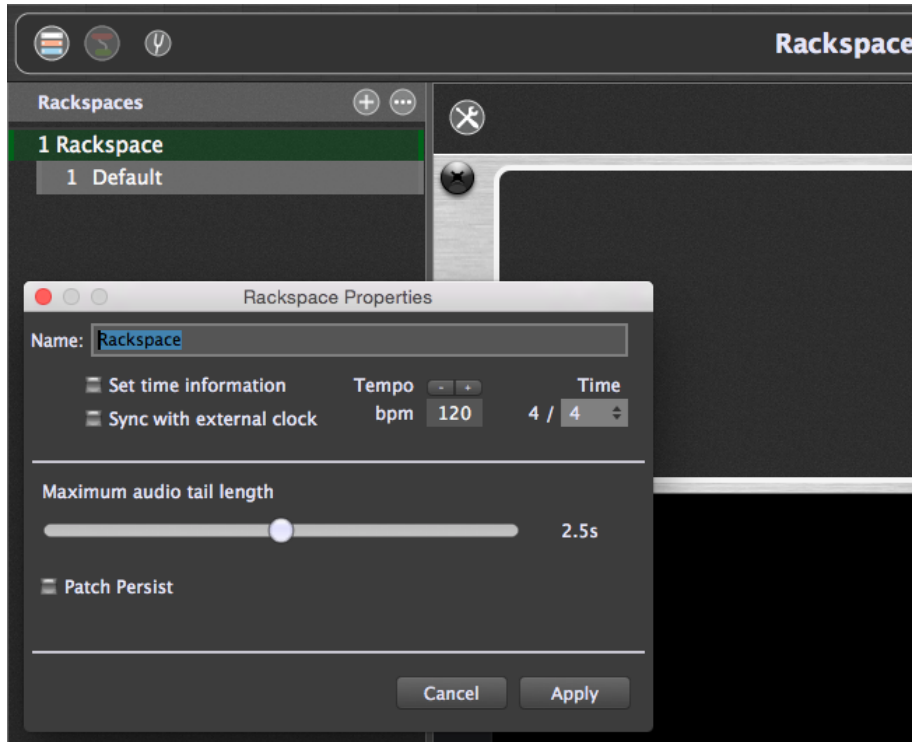 Rackspace
Rackspaces
1 Rackspace
1 Default
Rackspace Properties
Name: Rackspace
Set time information Tempo - + Time
Sync with external clock bpm 120 4 / 4
Maximum audio tail length
2.5s
Patch Persist
Cancel Apply